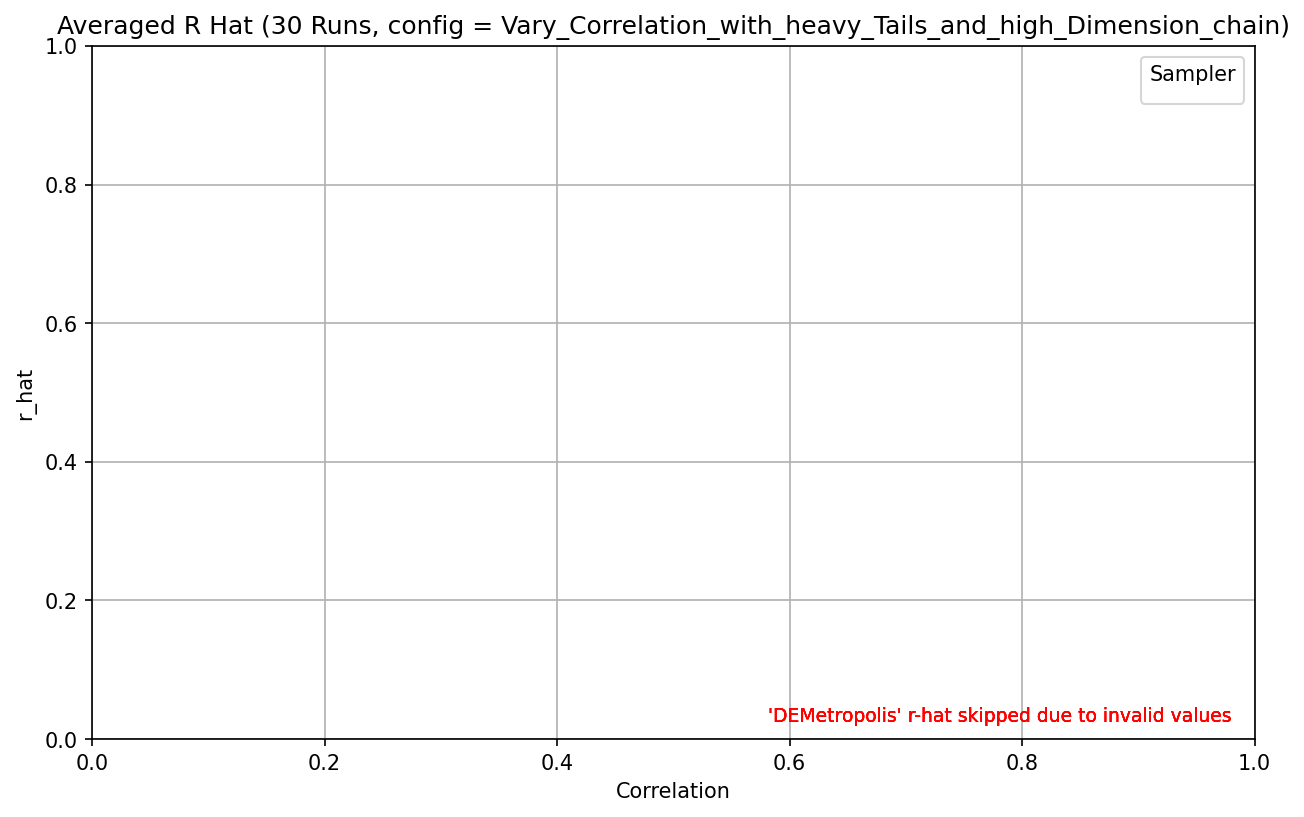 Averaged R Hat (30 Runs, config = Vary_Correlation_with_heavy_Tails_and_high_Dimension_chain)
Sampler
1.0
0.8
0.6
0.4
0.2
0.0
r_hat
'DEMetropolis' r-hat skipped due to invalid values
0.0 0.2 0.4 0.6 0.8 1.0
Correlation